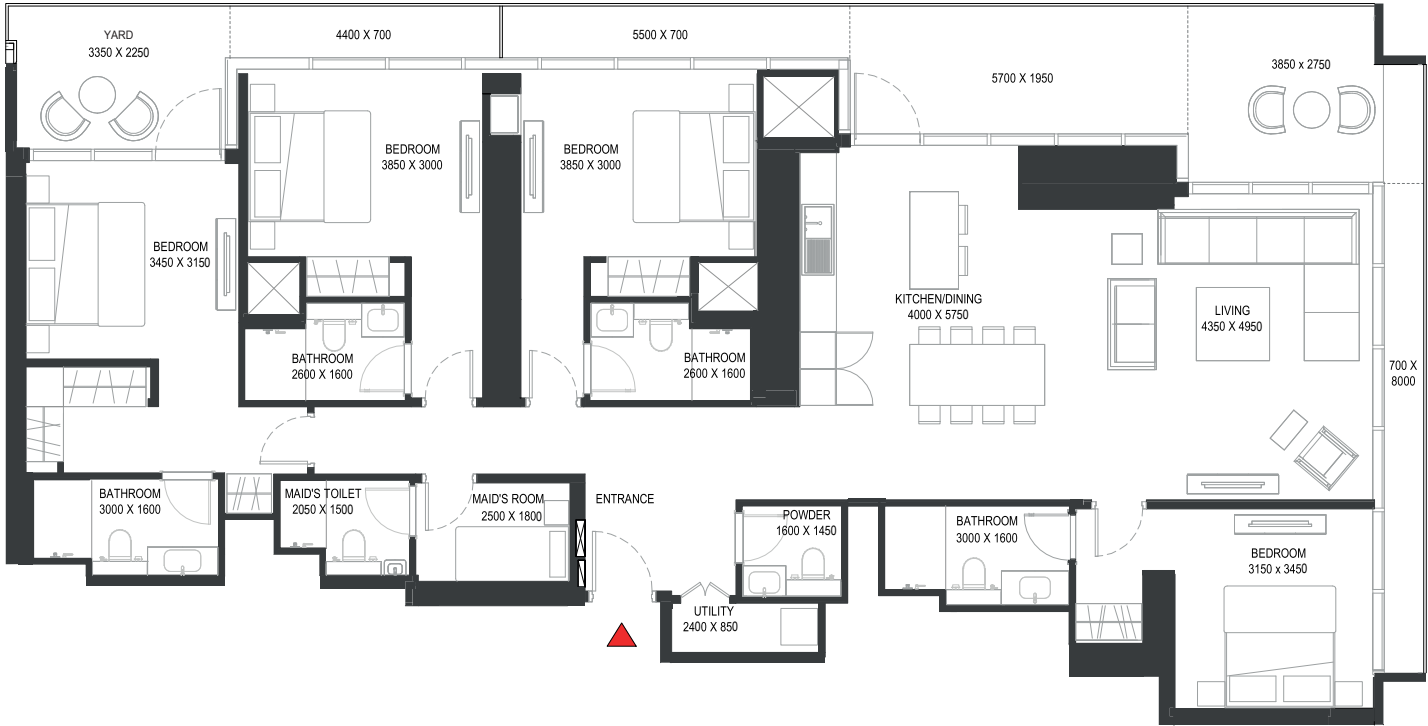 YARD
3350 X 2250
4400 X 700
5500 X 700
5700 X 1950
3850 x 2750
BEDROOM
3850 X 3000
BEDROOM
3850 X 3000
BEDROOM
3450 X 3150
KITCHEN/DINING
4000 X 5750
LIVING
4350 X 4950
BATHROOM
2600 X 1600
BATHROOM
2600 X 1600
700 X
8000
BATHROOM
3000 X 1600
MAID'S TOILET
2050 X 1500
MAID'S ROOM
2500 X 1800
ENTRANCE
POWDER
1600 X 1450
BATHROOM
3000 X 1600
BEDROOM
3150 x 3450
UTILITY
2400 X 850